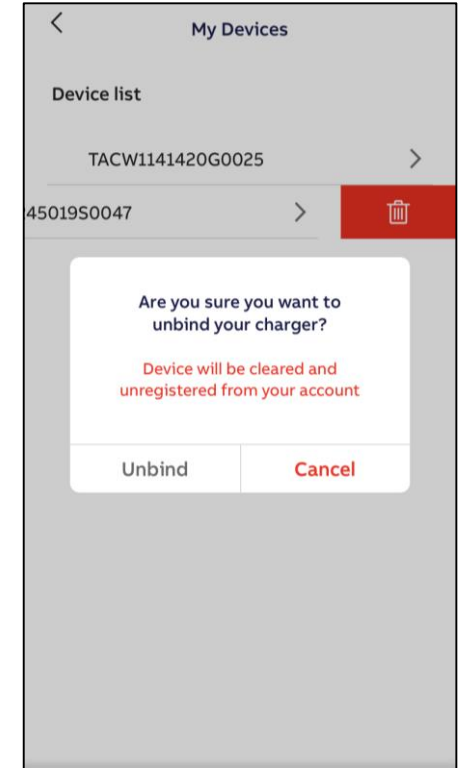 My Devices
Device list
TACW1141420G0025
45019S0047
Are you sure you want to
unbind your charger?
Device will be cleared and
unregistered from your account
Unbind Cancel